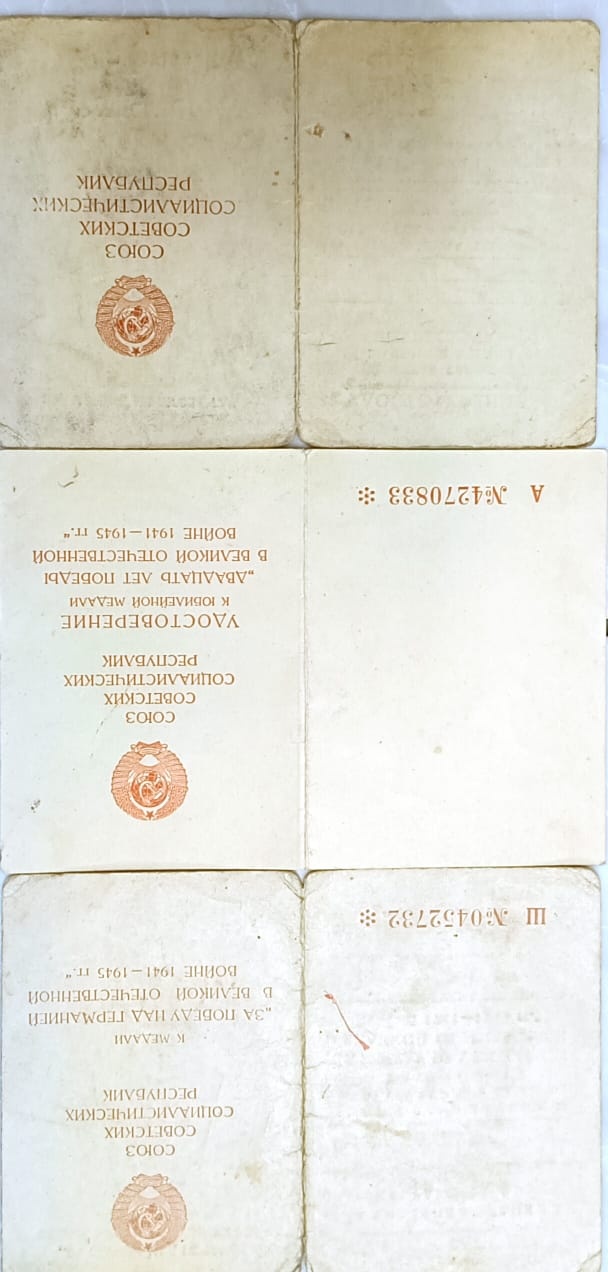 СОЮЗ
СОВЕТСКИХ
СОЦИАЛИСТИЧЕСКИХ
РЕСПУБЛИК
К МЕДАЛИ
„ЗА ПОБЕДУ НАД ГЕРМАНИЕЙ
В ВЕЛИКОЙ ОТЕЧЕСТВЕННОЙ
ВОЙНЕ 1941—1945 гг."
Ш №0452732 ❊
СОЮЗ
СОВЕТСКИХ
СОЦИАЛИСТИЧЕСКИХ
РЕСПУБЛИК
УДОСТОВЕРЕНИЕ
К ЮБИЛЕЙНОЙ МЕДАЛИ
„ДВАДЦАТЬ ЛЕТ ПОБЕДЫ
В ВЕЛИКОЙ ОТЕЧЕСТВЕННОЙ
ВОЙНЕ 1941—1945 гг."
А №4270833 ❊
СОЮЗ
СОВЕТСКИХ
СОЦИАЛИСТИЧЕСКИХ
РЕСПУБЛИК